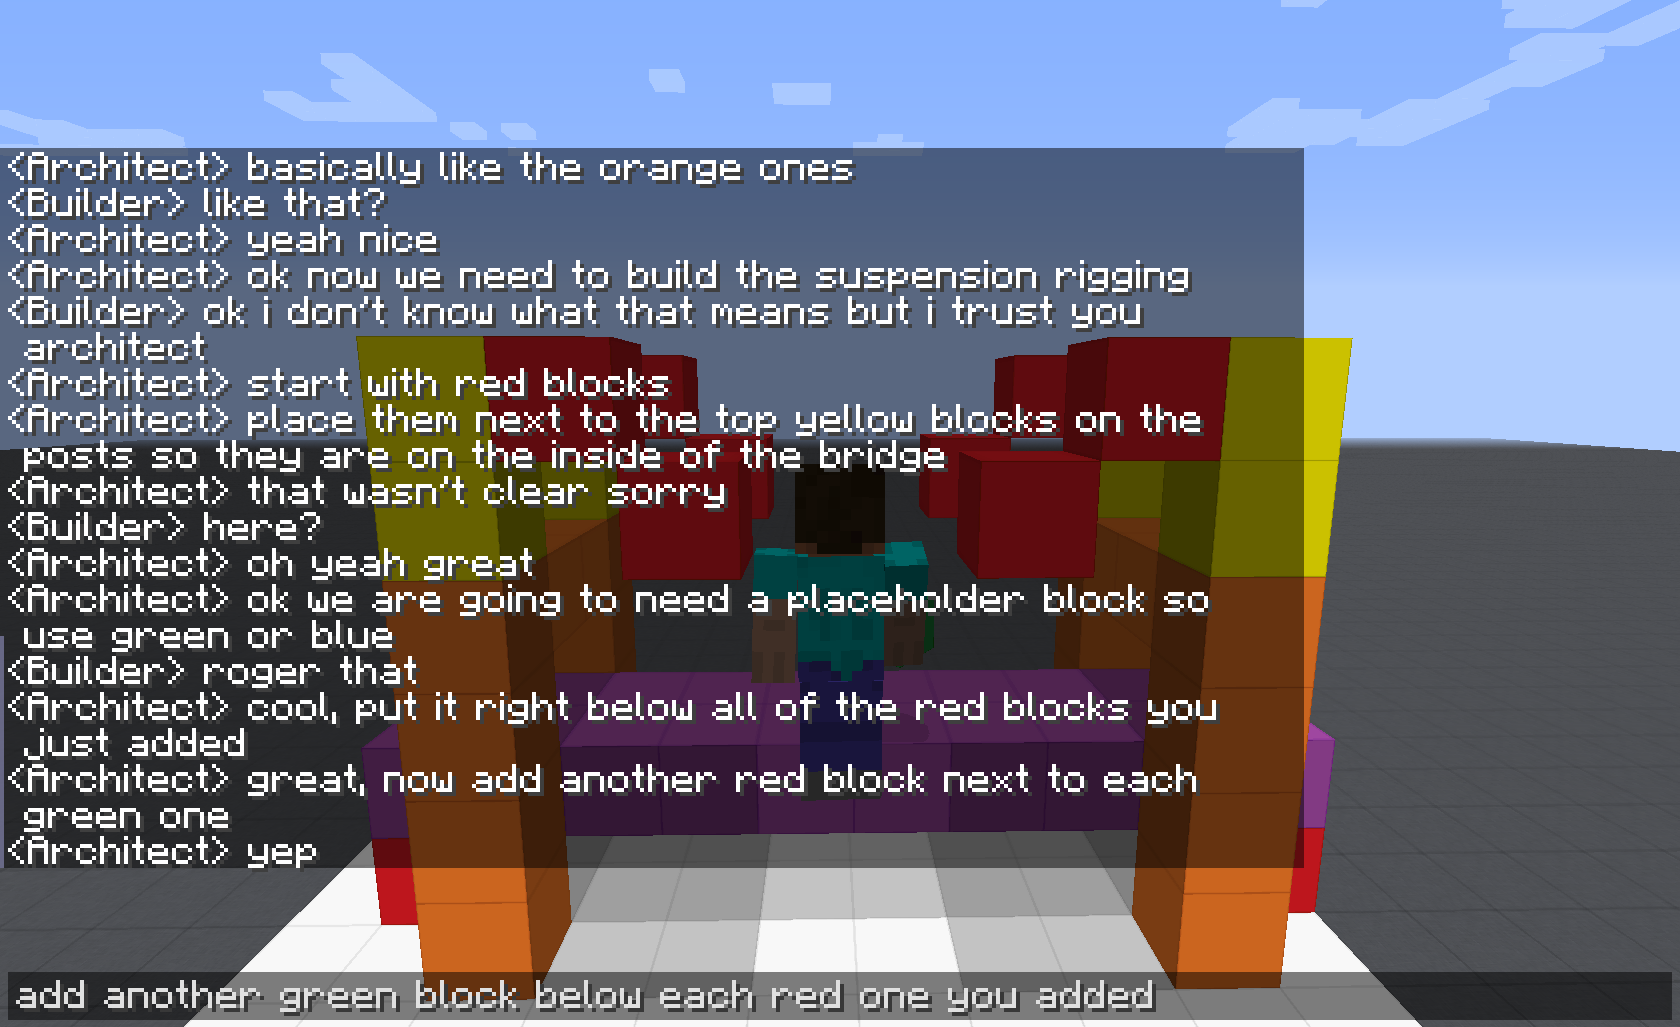 <Architect> basically like the orange ones
<Builder> like that?
<Architect> yeah nice
<Architect> ok now we need to build the suspension rigging
<Builder> ok i don't know what that means but i trust you
architect
<Architect> start with red blocks
<Architect> place them next to the top yellow blocks on the
posts so they are on the inside of the bridge
<Architect> that wasn't clear sorry
<Builder> here?
<Architect> oh yeah great
<Architect> ok we are going to need a placeholder block so
use green or blue
<Builder> roger that
<Architect> cool, put it right below all of the red blocks you
just added
<Architect> great, now add another red block next to each
green one
<Architect> yep
add another green block below each red one you added